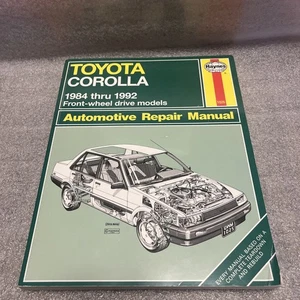 TOYOTA
COROLLA
Haynes
1984 thru 1992
Front-wheel drive models
Automotive Repair Manual
EVERY MANUAL BASED ON A
COMPLETE TEARDOWN
AND REBUILD